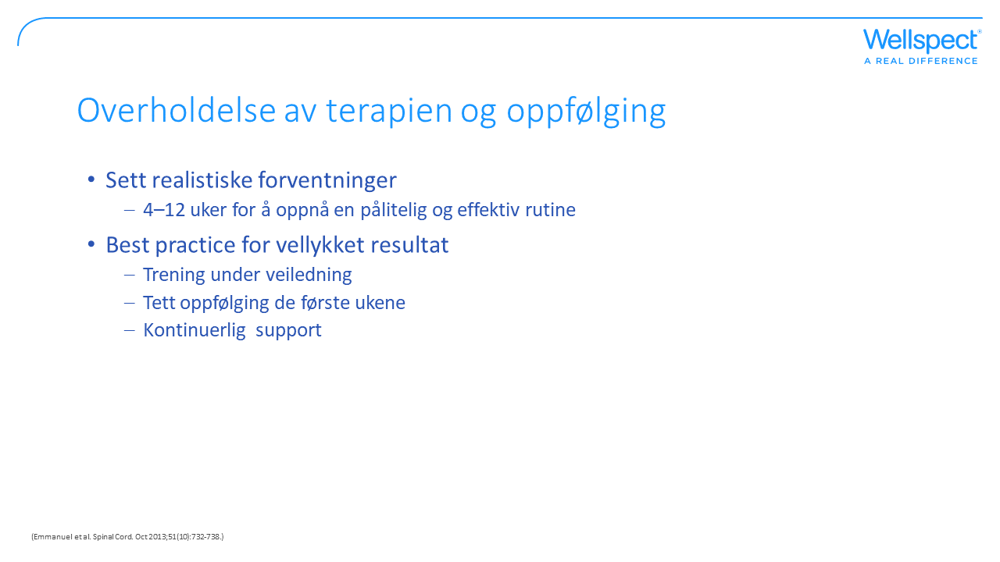 Wellspect®
A REAL DIFFERENCE
Overholdelse av terapien og oppfølging
• Sett realistiske forventninger
– 4–12 uker for å oppnå en pålitelig og effektiv rutine
• Best practice for vellykket resultat
– Trening under veiledning
– Tett oppfølging de første ukene
– Kontinuerlig  support
(Emmanuel et al. Spinal Cord. Oct 2013;51(10):732-738.)